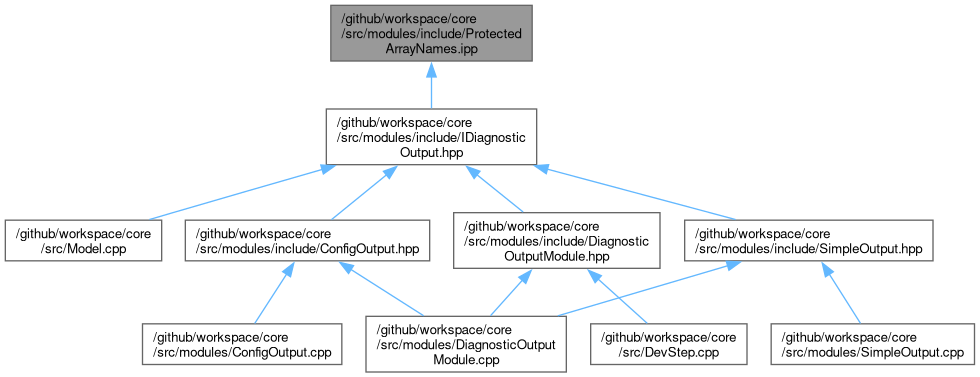 /github/workspace/core
/src/modules/include/Protected
ArrayNames.ipp
/github/workspace/core
/src/modules/include/IDiagnostic
Output.hpp
/github/workspace/core
/src/Model.cpp
/github/workspace/core
/src/modules/include/ConfigOutput.hpp
/github/workspace/core
/src/modules/include/Diagnostic
OutputModule.hpp
/github/workspace/core
/src/modules/include/SimpleOutput.hpp
/github/workspace/core
/src/modules/ConfigOutput.cpp
/github/workspace/core
/src/modules/DiagnosticOutput
Module.cpp
/github/workspace/core
/src/DevStep.cpp
/github/workspace/core
/src/modules/SimpleOutput.cpp